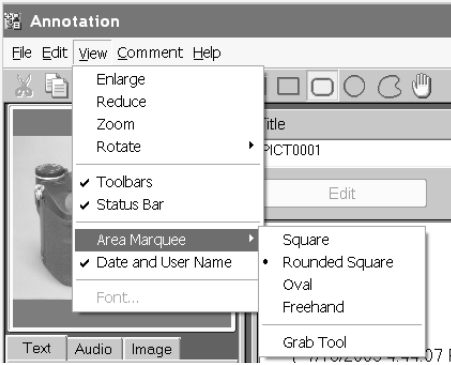 Annotation
File Edit View Comment Help
Enlarge
Reduce
Zoom
Rotate
Toolbars
Status Bar
Area Marquee
Date and User Name
Font...
Square
Rounded Square
Oval
Freehand
Grab Tool
Title
PICT0001
Edit
Text Audio Image